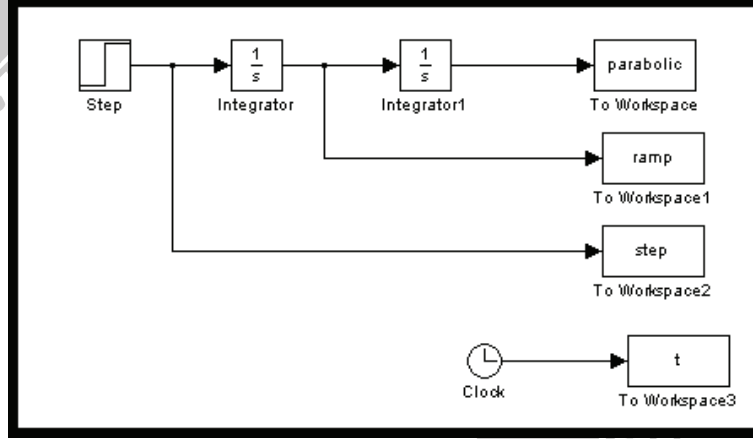 1
s
1
s
parabolic
Step
Integrator
Integrator1
To Workspace
ramp
To Workspace1
step
To Workspace2
t
Clock
To Workspace3